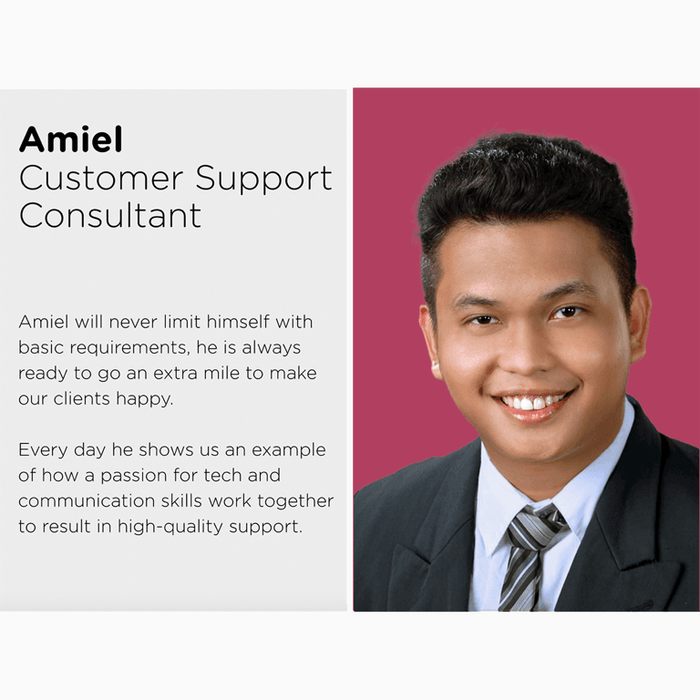 Amiel
Customer Support
Consultant
Amiel will never limit himself with
basic requirements, he is always
ready to go an extra mile to make
our clients happy.
Every day he shows us an example
of how a passion for tech and
communication skills work together
to result in high-quality support.